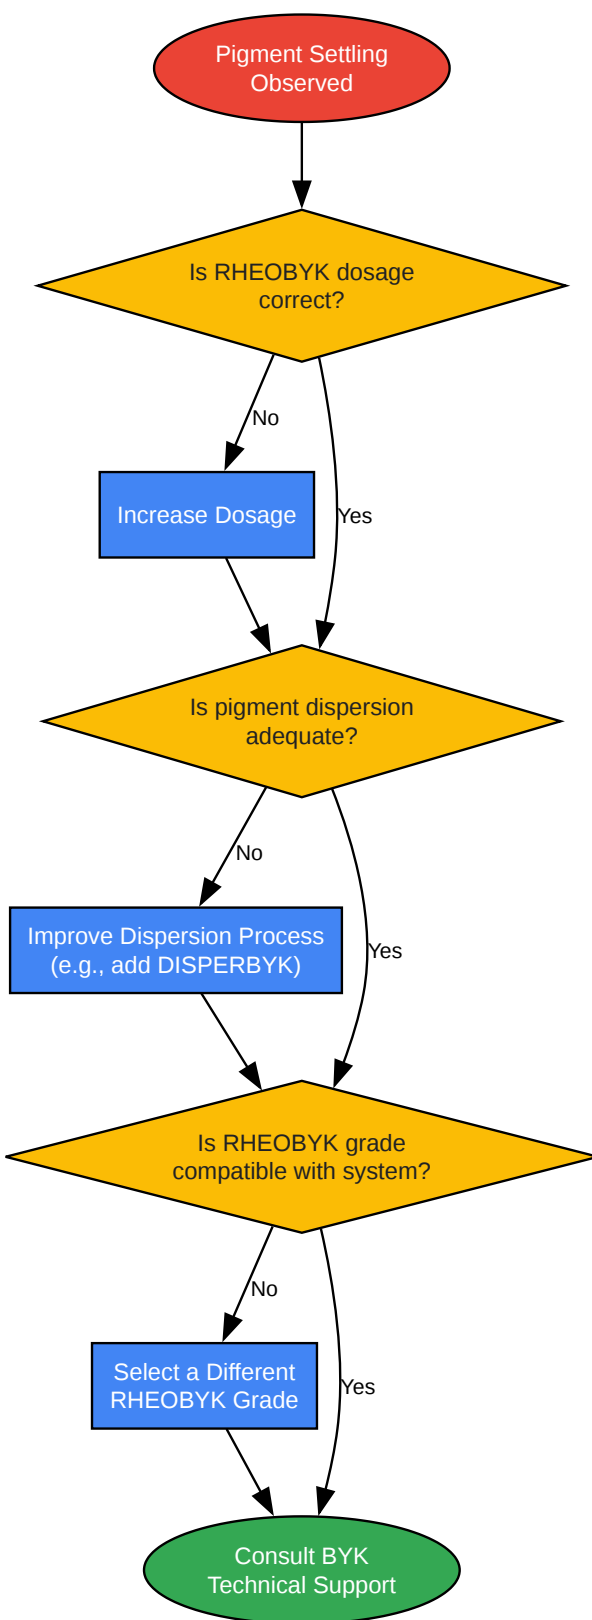 Pigment Settling
Observed
Is RHEOBYK dosage
correct?
No
Increase Dosage
Yes
Is pigment dispersion
adequate?
No
Improve Dispersion Process
(e.g., add DISPERBYK)
Yes
Is RHEOBYK grade
compatible with system?
No
Select a Different
RHEOBYK Grade
Yes
Consult BYK
Technical Support